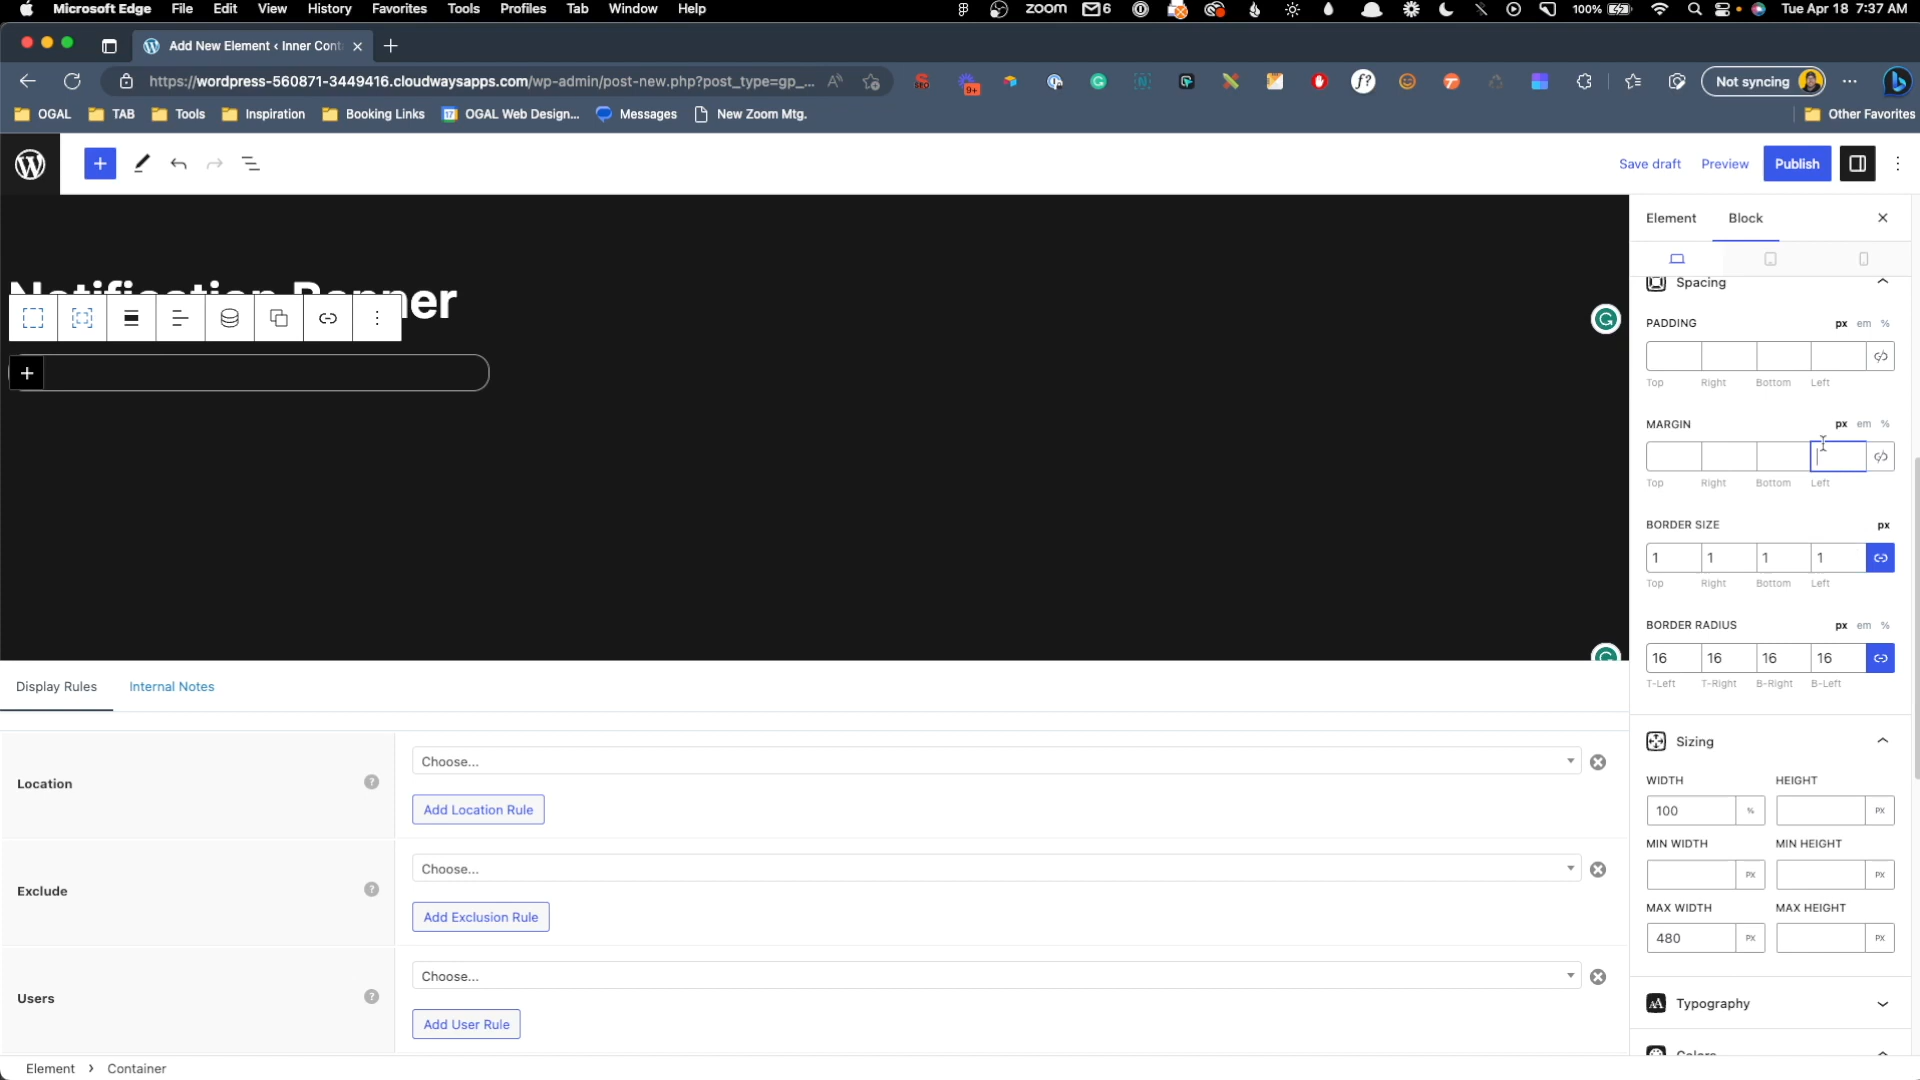 Microsoft Edge File Edit View History Favorites Tools Profiles Tab Window Help
zoom 6 100% Tue Apr 18 7:37 AM
Add New Element ‹ Inner Cont
https://wordpress-560871-3449416.cloudwaysapps.com/wp-admin/post-new.php?post_type=gp_...
9+
f?
Not syncing
OGAL TAB Tools Inspiration Booking Links OGAL Web Design... Messages New Zoom Mtg. Other Favorites
Save draft Preview Publish
Element Block
Notification Banner
Spacing
PADDING px em %
Top Right Bottom Left
MARGIN px em %
Top Right Bottom Left
BORDER SIZE px
1 1 1 1
Top Right Bottom Left
BORDER RADIUS px em %
16 16 16 16
T-Left T-Right B-Right B-Left
Sizing
WIDTH HEIGHT
100 % PX
MIN WIDTH MIN HEIGHT
PX PX
MAX WIDTH MAX HEIGHT
480 PX PX
Typography
Colors
Display Rules Internal Notes
Location ? Choose...
Add Location Rule
Exclude ? Choose...
Add Exclusion Rule
Users ? Choose...
Add User Rule
Element › Container